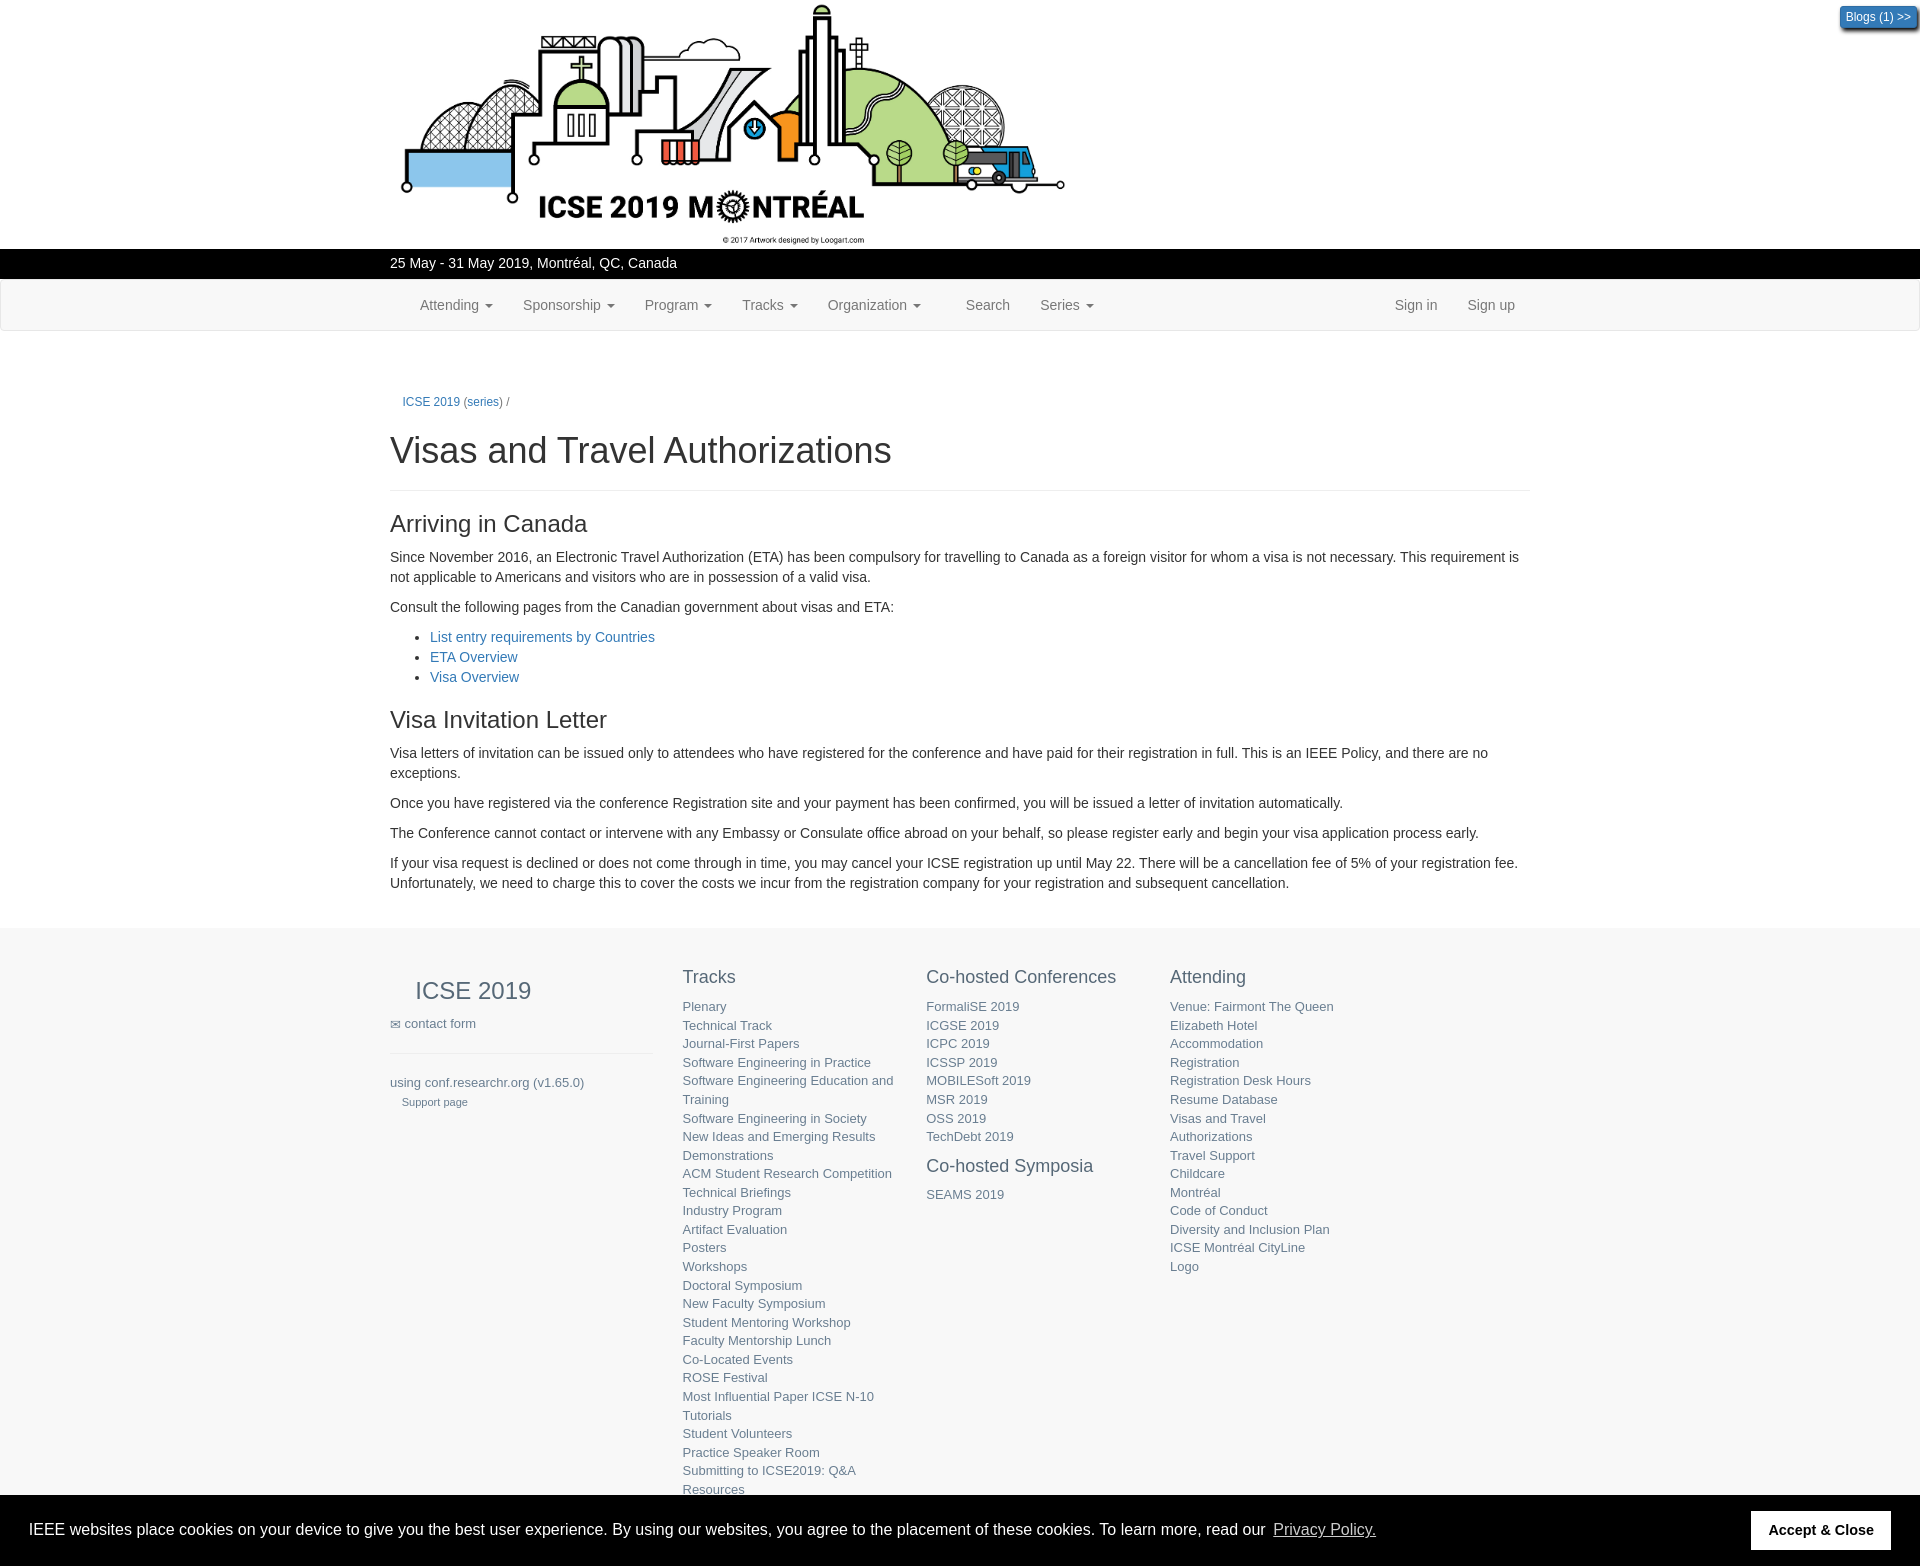 Blogs (1) >>
ICSE 2019 MONTRÉAL
© 2017 Artwork designed by Loogart.com
25 May - 31 May 2019, Montréal, QC, Canada
Attending Sponsorship Program Tracks Organization Search Series Sign in Sign up
ICSE 2019 (series) /
Visas and Travel Authorizations
Arriving in Canada
Since November 2016, an Electronic Travel Authorization (ETA) has been compulsory for travelling to Canada as a foreign visitor for whom a visa is not necessary. This requirement is
not applicable to Americans and visitors who are in possession of a valid visa.
Consult the following pages from the Canadian government about visas and ETA:
• List entry requirements by Countries
• ETA Overview
• Visa Overview
Visa Invitation Letter
Visa letters of invitation can be issued only to attendees who have registered for the conference and have paid for their registration in full. This is an IEEE Policy, and there are no
exceptions.
Once you have registered via the conference Registration site and your payment has been confirmed, you will be issued a letter of invitation automatically.
The Conference cannot contact or intervene with any Embassy or Consulate office abroad on your behalf, so please register early and begin your visa application process early.
If your visa request is declined or does not come through in time, you may cancel your ICSE registration up until May 22. There will be a cancellation fee of 5% of your registration fee.
Unfortunately, we need to charge this to cover the costs we incur from the registration company for your registration and subsequent cancellation.
ICSE 2019
✉ contact form
using conf.researchr.org (v1.65.0)
Support page
Tracks
Plenary
Technical Track
Journal-First Papers
Software Engineering in Practice
Software Engineering Education and
Training
Software Engineering in Society
New Ideas and Emerging Results
Demonstrations
ACM Student Research Competition
Technical Briefings
Industry Program
Artifact Evaluation
Posters
Workshops
Doctoral Symposium
New Faculty Symposium
Student Mentoring Workshop
Faculty Mentorship Lunch
Co-Located Events
ROSE Festival
Most Influential Paper ICSE N-10
Tutorials
Student Volunteers
Practice Speaker Room
Submitting to ICSE2019: Q&A
Resources
Co-hosted Conferences
FormaliSE 2019
ICGSE 2019
ICPC 2019
ICSSP 2019
MOBILESoft 2019
MSR 2019
OSS 2019
TechDebt 2019
Co-hosted Symposia
SEAMS 2019
Attending
Venue: Fairmont The Queen
Elizabeth Hotel
Accommodation
Registration
Registration Desk Hours
Resume Database
Visas and Travel
Authorizations
Travel Support
Childcare
Montréal
Code of Conduct
Diversity and Inclusion Plan
ICSE Montréal CityLine
Logo
IEEE websites place cookies on your device to give you the best user experience. By using our websites, you agree to the placement of these cookies. To learn more, read our Privacy Policy.
Accept & Close